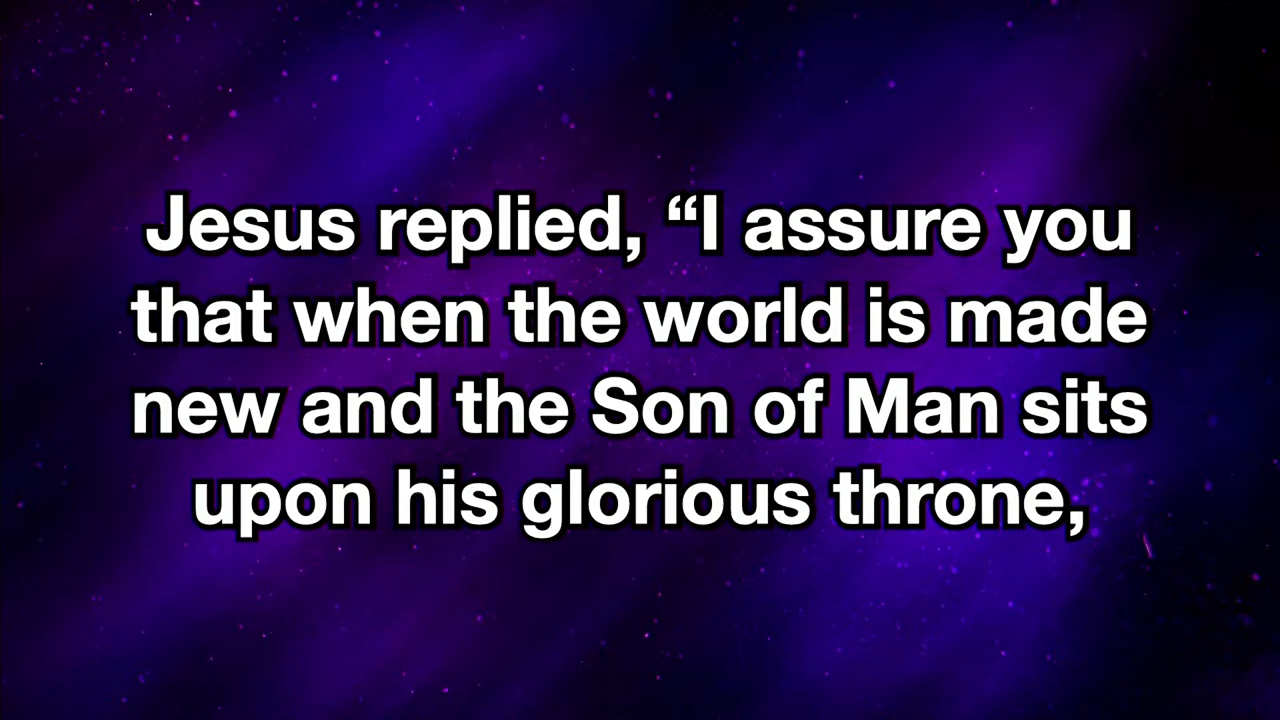 Jesus replied, “I assure you
that when the world is made
new and the Son of Man sits
upon his glorious throne,